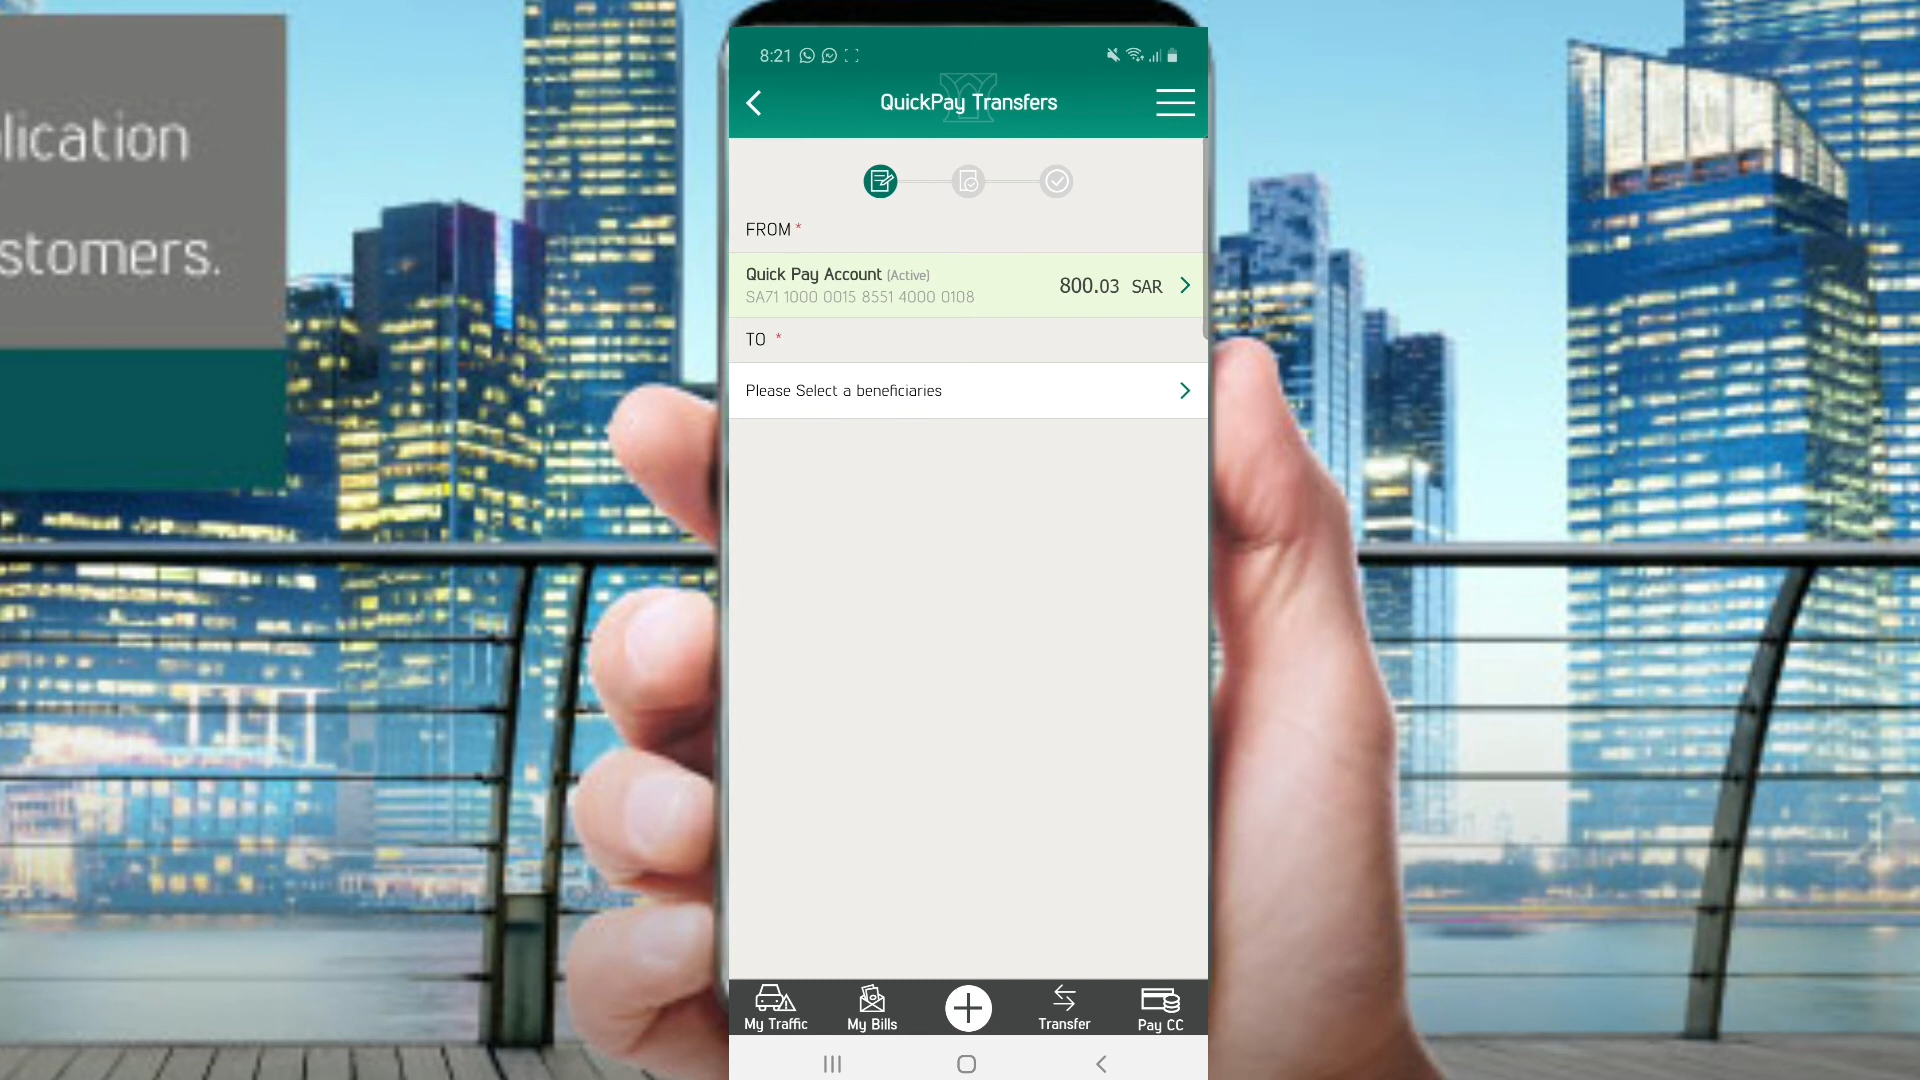 lication
stomers.
8:21
QuickPay Transfers
FROM *
Quick Pay Account (Active)
SA71 1000 0015 8551 4000 0108
800.03 SAR
TO *
Please Select a beneficiaries
My Traffic
My Bills
Transfer
Pay CC